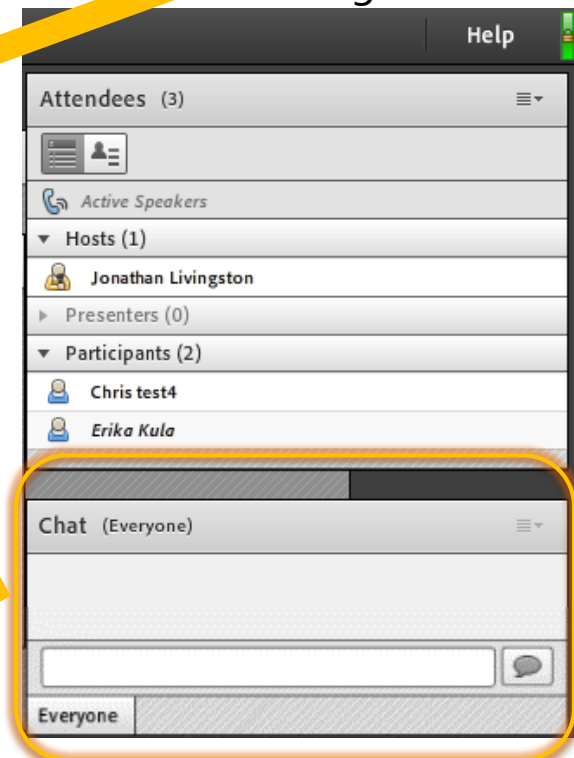 Help
Attendees (3)
Active Speakers
Hosts (1)
Jonathan Livingston
Presenters (0)
Participants (2)
Chris test4
Erika Kula
Chat (Everyone)
Everyone